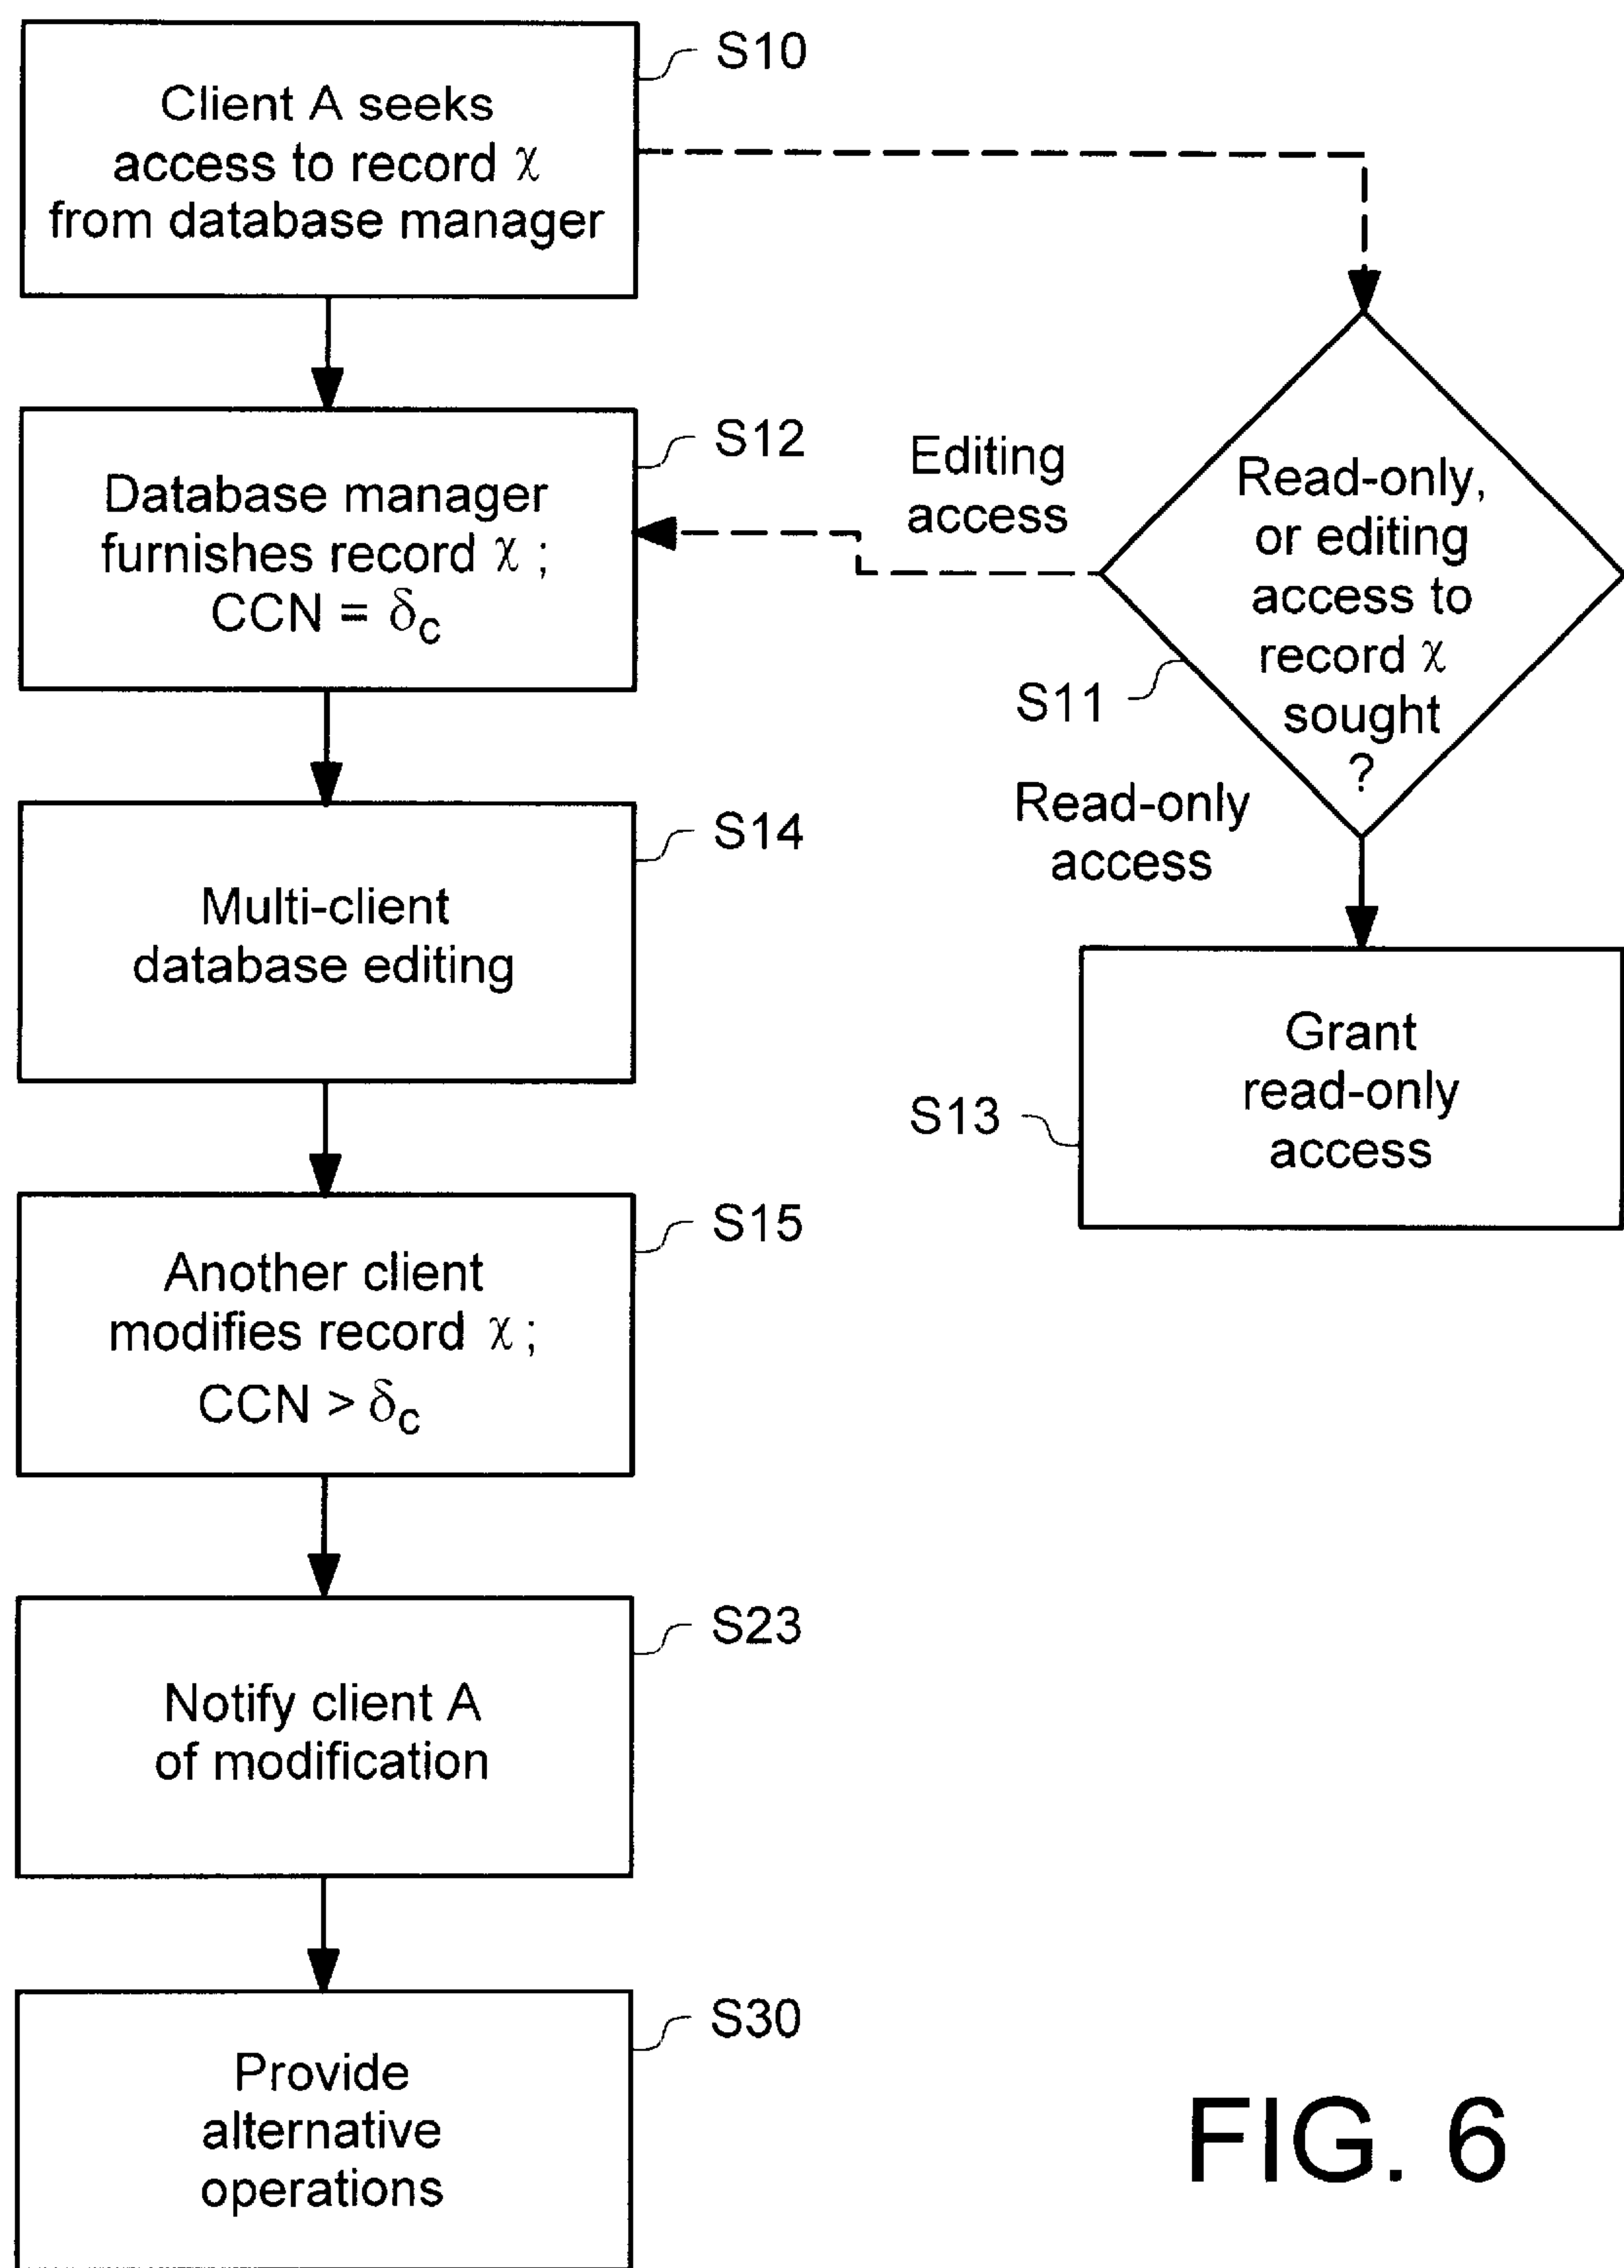 S10
Client A seeks
access to record χ
from database manager
S12
Database manager
furnishes record χ ;
CCN = δc
Editing
access
Read-only,
or editing
access to
record χ
sought
?
S11
Read-only
access
S14
Multi-client
database editing
Grant
read-only
access
S13
S15
Another client
modifies record χ ;
CCN > δc
S23
Notify client A
of modification
S30
Provide
alternative
operations
FIG. 6